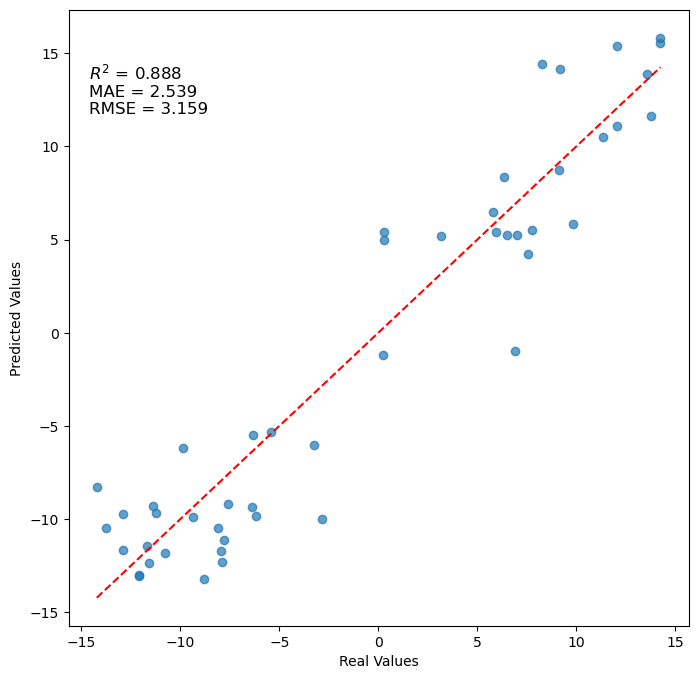 R² = 0.888
MAE = 2.539
RMSE = 3.159
15
10
5
0
−5
−10
−15
Predicted Values
−15 −10 −5 0 5 10 15
Real Values